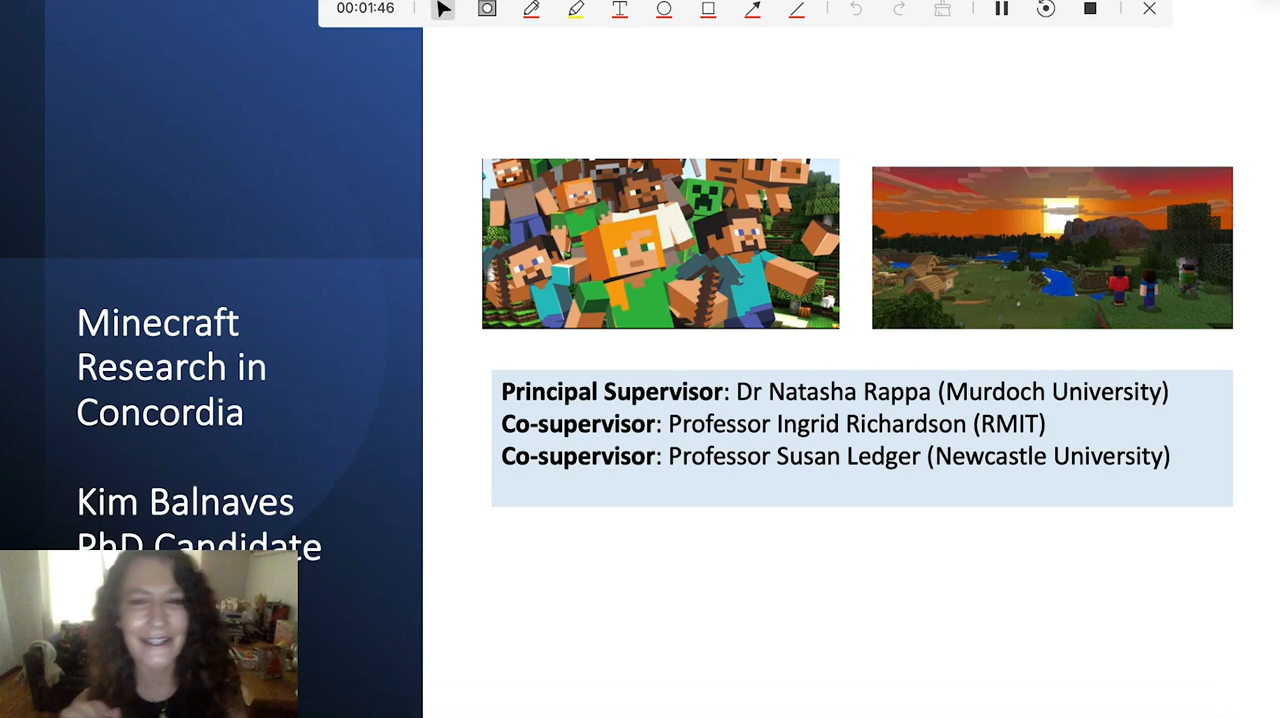 00:01:46
T
Minecraft
Research in
Concordia
Kim Balnaves
PhD Candidate
Principal Supervisor: Dr Natasha Rappa (Murdoch University)
Co-supervisor: Professor Ingrid Richardson (RMIT)
Co-supervisor: Professor Susan Ledger (Newcastle University)